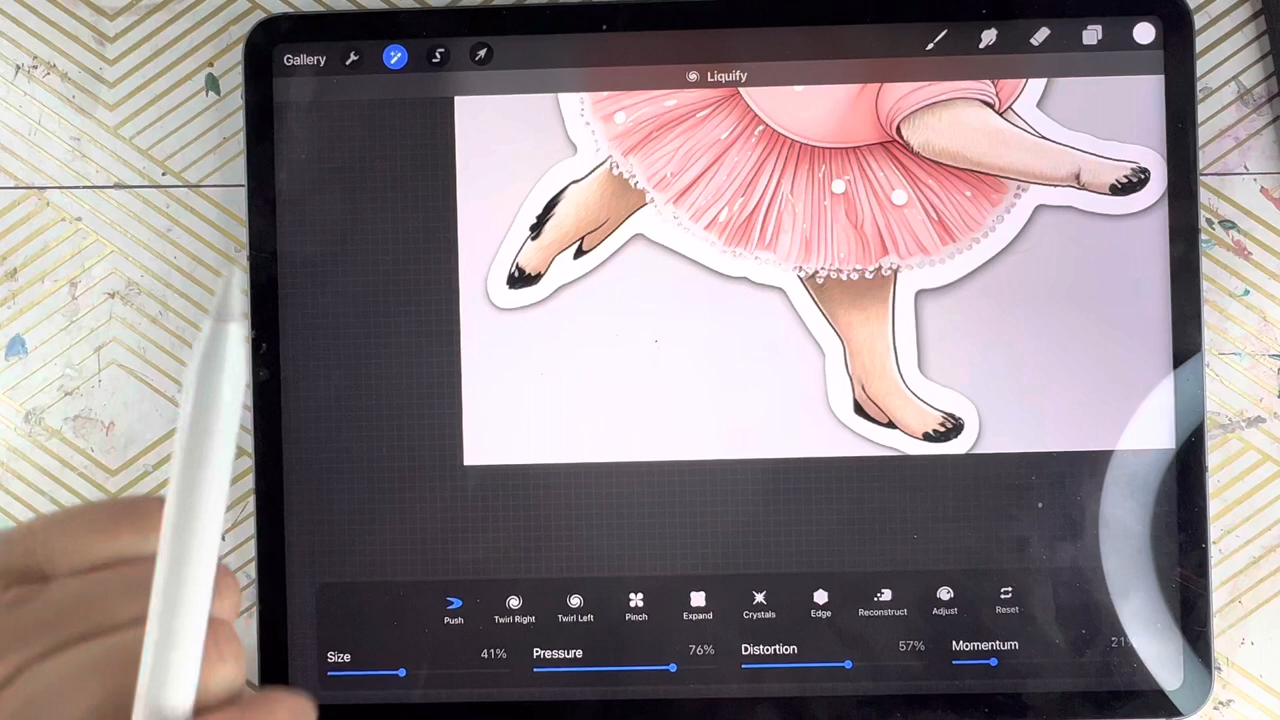 Gallery
Liquify
Push
Twirl Right
Twirl Left
Pinch
Expand
Crystals
Edge
Reconstruct
Adjust
Reset
Size 41%
Pressure 76%
Distortion 57%
Momentum 21%